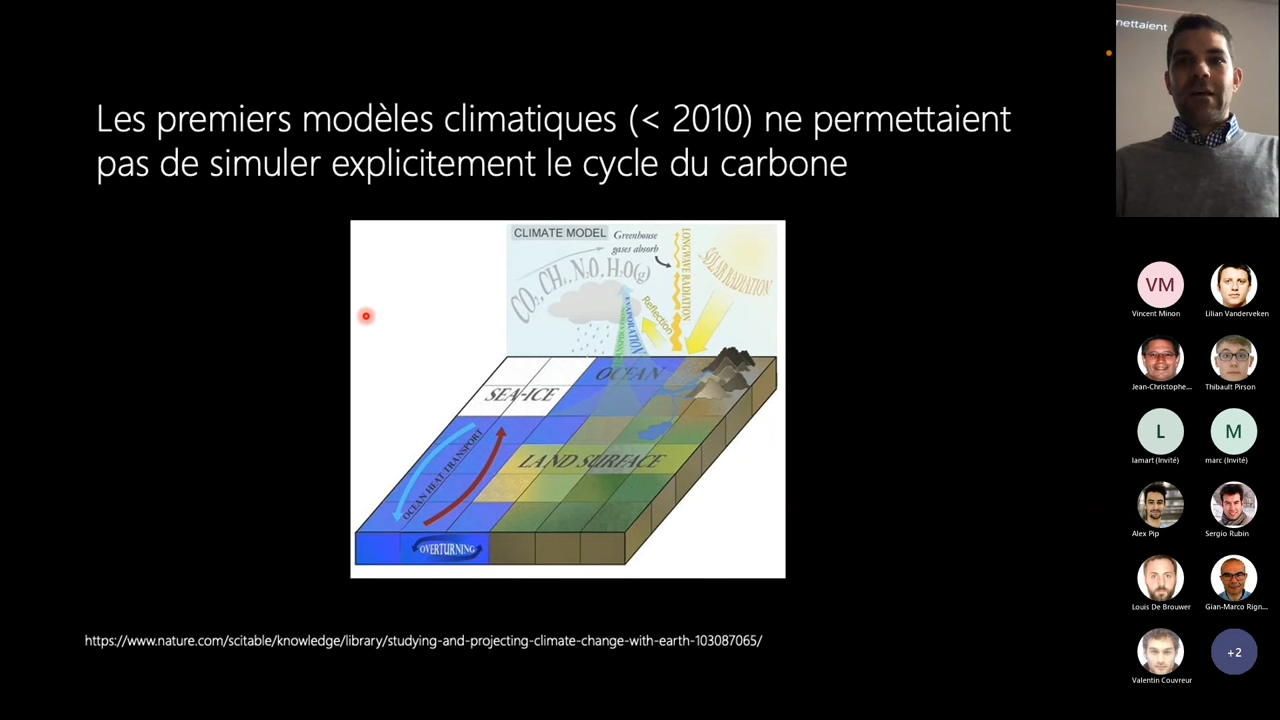 nettaient
Les premiers modèles climatiques (< 2010) ne permettaient
pas de simuler explicitement le cycle du carbone
CLIMATE MODEL
Greenhouse
gases absorb
LONGWAVE RADIATION
SOLAR RADIATION
CO₂, CH₄, N₂O, H₂O(g)
Reflection
EVAPORATION
TRANSPIRATION
OCEAN
SEA-ICE
OCEAN HEAT TRANSPORT
LAND SURFACE
OVERTURNING
https://www.nature.com/scitable/knowledge/library/studying-and-projecting-climate-change-with-earth-103087065/
VM
Vincent Minon
Lilian Vanderveken
Jean-Christophe...
Thibault Pirson
L
M
lamart (Invité)
marc (Invité)
Alex Pip
Sergio Rubin
Louis De Brouwer
Gian-Marco Rign...
Valentin Couvreur
+2